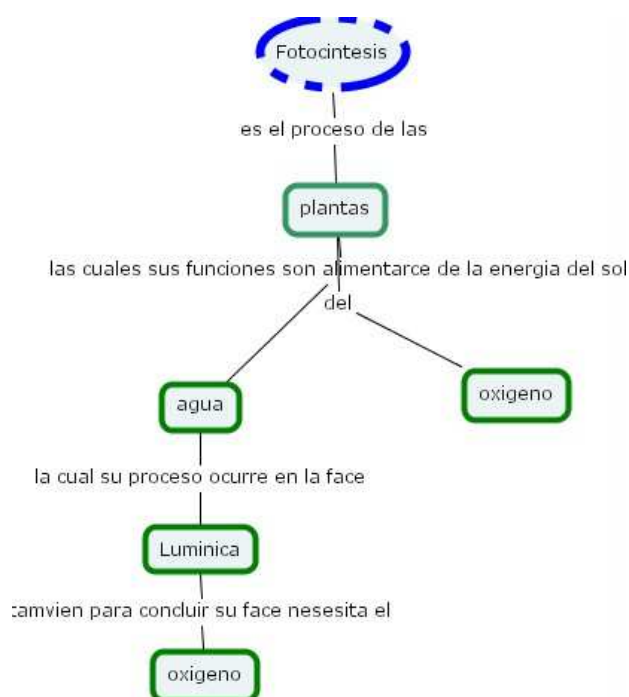 Fotocintesis
es el proceso de las
plantas
las cuales sus funciones son alimentarce de la energia del sol
del
agua
oxigeno
la cual su proceso ocurre en la face
Luminica
tamvien para concluir su face nesesita el
oxigeno